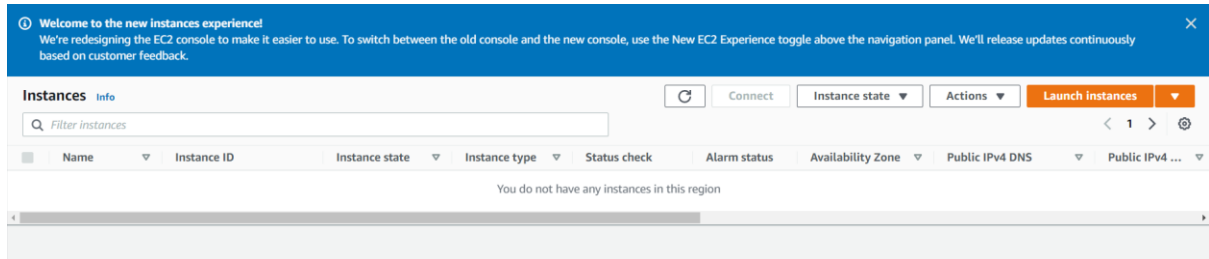 Welcome to the new instances experience!
We're redesigning the EC2 console to make it easier to use. To switch between the old console and the new console, use the New EC2 Experience toggle above the navigation panel. We'll release updates continuously
based on customer feedback.
Instances Info
Connect
Instance state
Actions
Launch instances
Filter instances
1
Name
Instance ID
Instance state
Instance type
Status check
Alarm status
Availability Zone
Public IPv4 DNS
Public IPv4 ...
You do not have any instances in this region